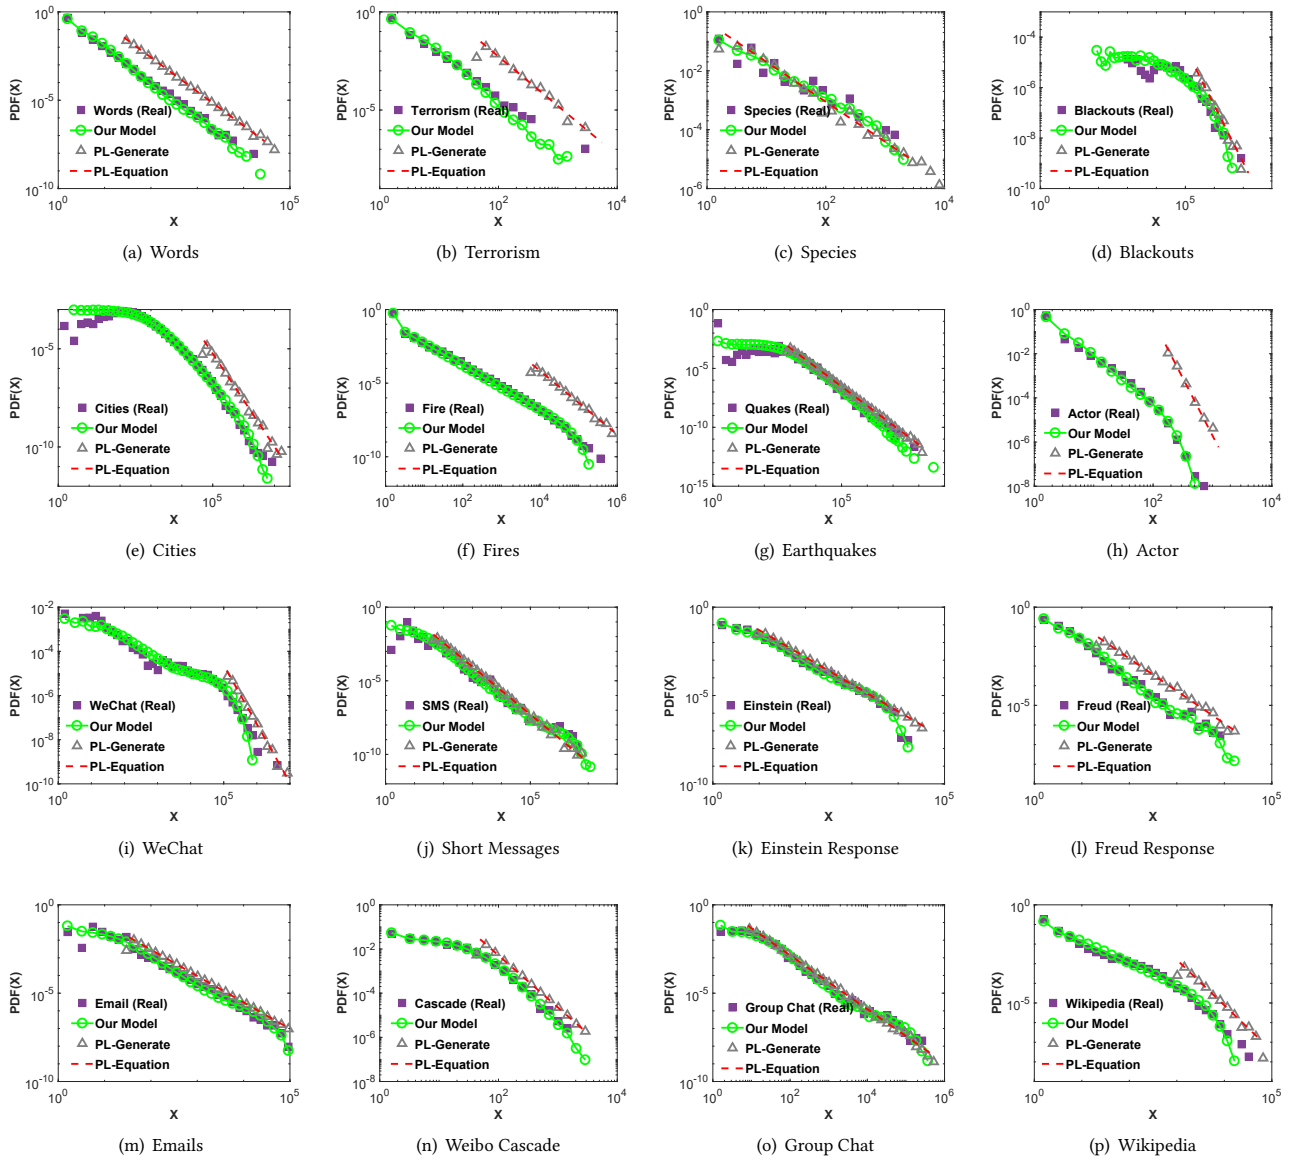 PDF(X)
10^0
10^-5
10^-10
Words (Real)
Our Model
PL-Generate
PL-Equation
10^0
10^5
X
(a) Words
PDF(X)
10^0
10^-5
Terrorism (Real)
Our Model
PL-Generate
PL-Equation
10^0
10^2
10^4
X
(b) Terrorism
PDF(X)
10^0
10^-2
10^-4
10^-6
Species (Real)
Our Model
PL-Generate
PL-Equation
10^0
10^2
10^4
X
(c) Species
PDF(X)
10^-4
10^-6
10^-8
10^-10
Blackouts (Real)
Our Model
PL-Generate
PL-Equation
10^0
10^5
X
(d) Blackouts
PDF(X)
10^-5
10^-10
Cities (Real)
Our Model
PL-Generate
PL-Equation
10^0
10^5
X
(e) Cities
PDF(X)
10^0
10^-5
10^-10
Fire (Real)
Our Model
PL-Generate
PL-Equation
10^0
10^2
10^4
10^6
X
(f) Fires
PDF(X)
10^0
10^-5
10^-10
10^-15
Quakes (Real)
Our Model
PL-Generate
PL-Equation
10^0
10^5
X
(g) Earthquakes
PDF(X)
10^0
10^-2
10^-4
10^-6
10^-8
Actor (Real)
Our Model
PL-Generate
PL-Equation
10^0
10^2
10^4
X
(h) Actor
PDF(X)
10^-2
10^-4
10^-6
10^-8
10^-10
WeChat (Real)
Our Model
PL-Generate
PL-Equation
10^0
10^5
X
(i) WeChat
PDF(X)
10^0
10^-5
10^-10
SMS (Real)
Our Model
PL-Generate
PL-Equation
10^0
10^5
X
(j) Short Messages
PDF(X)
10^0
10^-5
10^-10
Einstein (Real)
Our Model
PL-Generate
PL-Equation
10^0
10^5
X
(k) Einstein Response
PDF(X)
10^0
10^-5
Freud (Real)
Our Model
PL-Generate
PL-Equation
10^0
10^5
X
(l) Freud Response
PDF(X)
10^0
10^-5
10^-10
Email (Real)
Our Model
PL-Generate
PL-Equation
10^0
10^5
X
(m) Emails
PDF(X)
10^0
10^-2
10^-4
10^-6
10^-8
Cascade (Real)
Our Model
PL-Generate
PL-Equation
10^0
10^2
10^4
X
(n) Weibo Cascade
PDF(X)
10^0
10^-5
10^-10
Group Chat (Real)
Our Model
PL-Generate
PL-Equation
10^0
10^2
10^4
10^6
X
(o) Group Chat
PDF(X)
10^0
10^-5
Wikipedia (Real)
Our Model
PL-Generate
PL-Equation
10^0
10^5
X
(p) Wikipedia